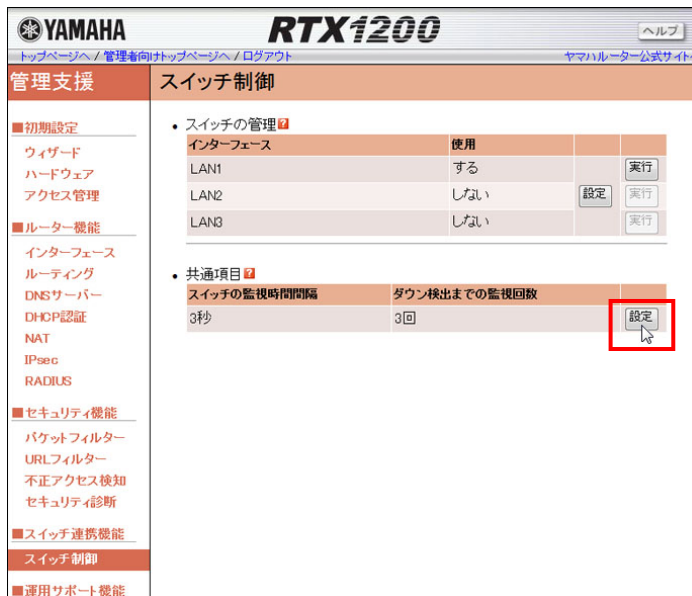 YAMAHA
RTX1200
ヘルプ
トップページへ / 管理者向けトップページへ / ログアウト
ヤマハルーター公式サイトへ
管理支援
スイッチ制御
■初期設定
ウィザード
ハードウェア
アクセス管理
■ルーター機能
インターフェース
ルーティング
DNSサーバー
DHCP認証
NAT
IPsec
RADIUS
■セキュリティ機能
パケットフィルター
URLフィルター
不正アクセス検知
セキュリティ診断
■スイッチ連携機能
スイッチ制御
■運用サポート機能
• スイッチの管理?
インターフェース 使用
LAN1 する 実行
LAN2 しない 設定 実行
LAN3 しない 実行
• 共通項目?
スイッチの監視時間間隔 ダウン検出までの監視回数
3秒 3回 設定